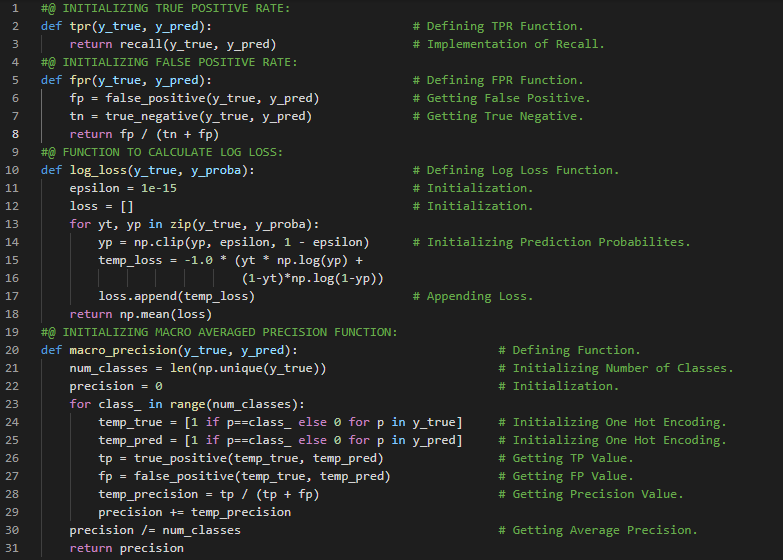 1 #@ INITIALIZING TRUE POSITIVE RATE:
2 def tpr(y_true, y_pred): # Defining TPR Function.
3 return recall(y_true, y_pred) # Implementation of Recall.
4 #@ INITIALIZING FALSE POSITIVE RATE:
5 def fpr(y_true, y_pred): # Defining FPR Function.
6 fp = false_positive(y_true, y_pred) # Getting False Positive.
7 tn = true_negative(y_true, y_pred) # Getting True Negative.
8 return fp / (tn + fp)
9 #@ FUNCTION TO CALCULATE LOG LOSS:
10 def log_loss(y_true, y_proba): # Defining Log Loss Function.
11 epsilon = 1e-15 # Initialization.
12 loss = [] # Initialization.
13 for yt, yp in zip(y_true, y_proba):
14 yp = np.clip(yp, epsilon, 1 - epsilon) # Initializing Prediction Probabilites.
15 temp_loss = -1.0 * (yt * np.log(yp) +
16 (1-yt)*np.log(1-yp))
17 loss.append(temp_loss) # Appending Loss.
18 return np.mean(loss)
19 #@ INITIALIZING MACRO AVERAGED PRECISION FUNCTION:
20 def macro_precision(y_true, y_pred): # Defining Function.
21 num_classes = len(np.unique(y_true)) # Initializing Number of Classes.
22 precision = 0 # Initialization.
23 for class_ in range(num_classes):
24 temp_true = [1 if p==class_ else 0 for p in y_true] # Initializing One Hot Encoding.
25 temp_pred = [1 if p==class_ else 0 for p in y_pred] # Initializing One Hot Encoding.
26 tp = true_positive(temp_true, temp_pred) # Getting TP Value.
27 fp = false_positive(temp_true, temp_pred) # Getting FP Value.
28 temp_precision = tp / (tp + fp) # Getting Precision Value.
29 precision += temp_precision
30 precision /= num_classes # Getting Average Precision.
31 return precision